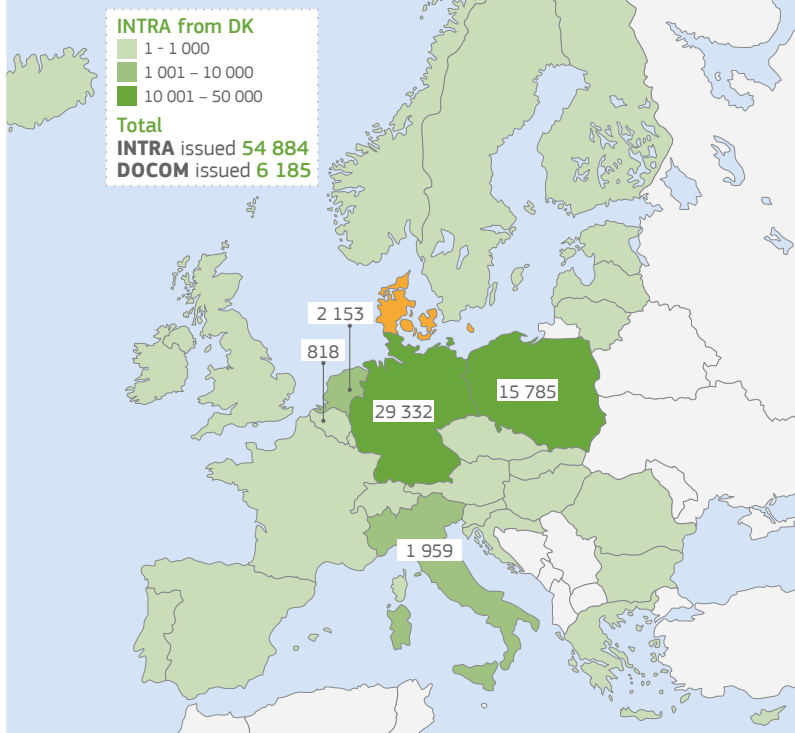 INTRA from DK
1 - 1 000
1 001 – 10 000
10 001 – 50 000
Total
INTRA issued 54 884
DOCOM issued 6 185
2 153
818
29 332
15 785
1 959